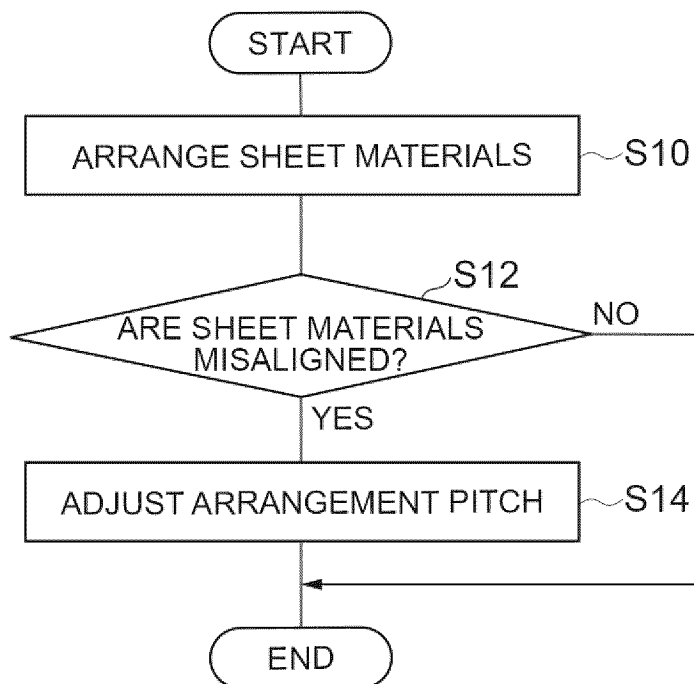 START
ARRANGE SHEET MATERIALS
S10
S12
ARE SHEET MATERIALS
MISALIGNED?
NO
YES
ADJUST ARRANGEMENT PITCH
S14
END